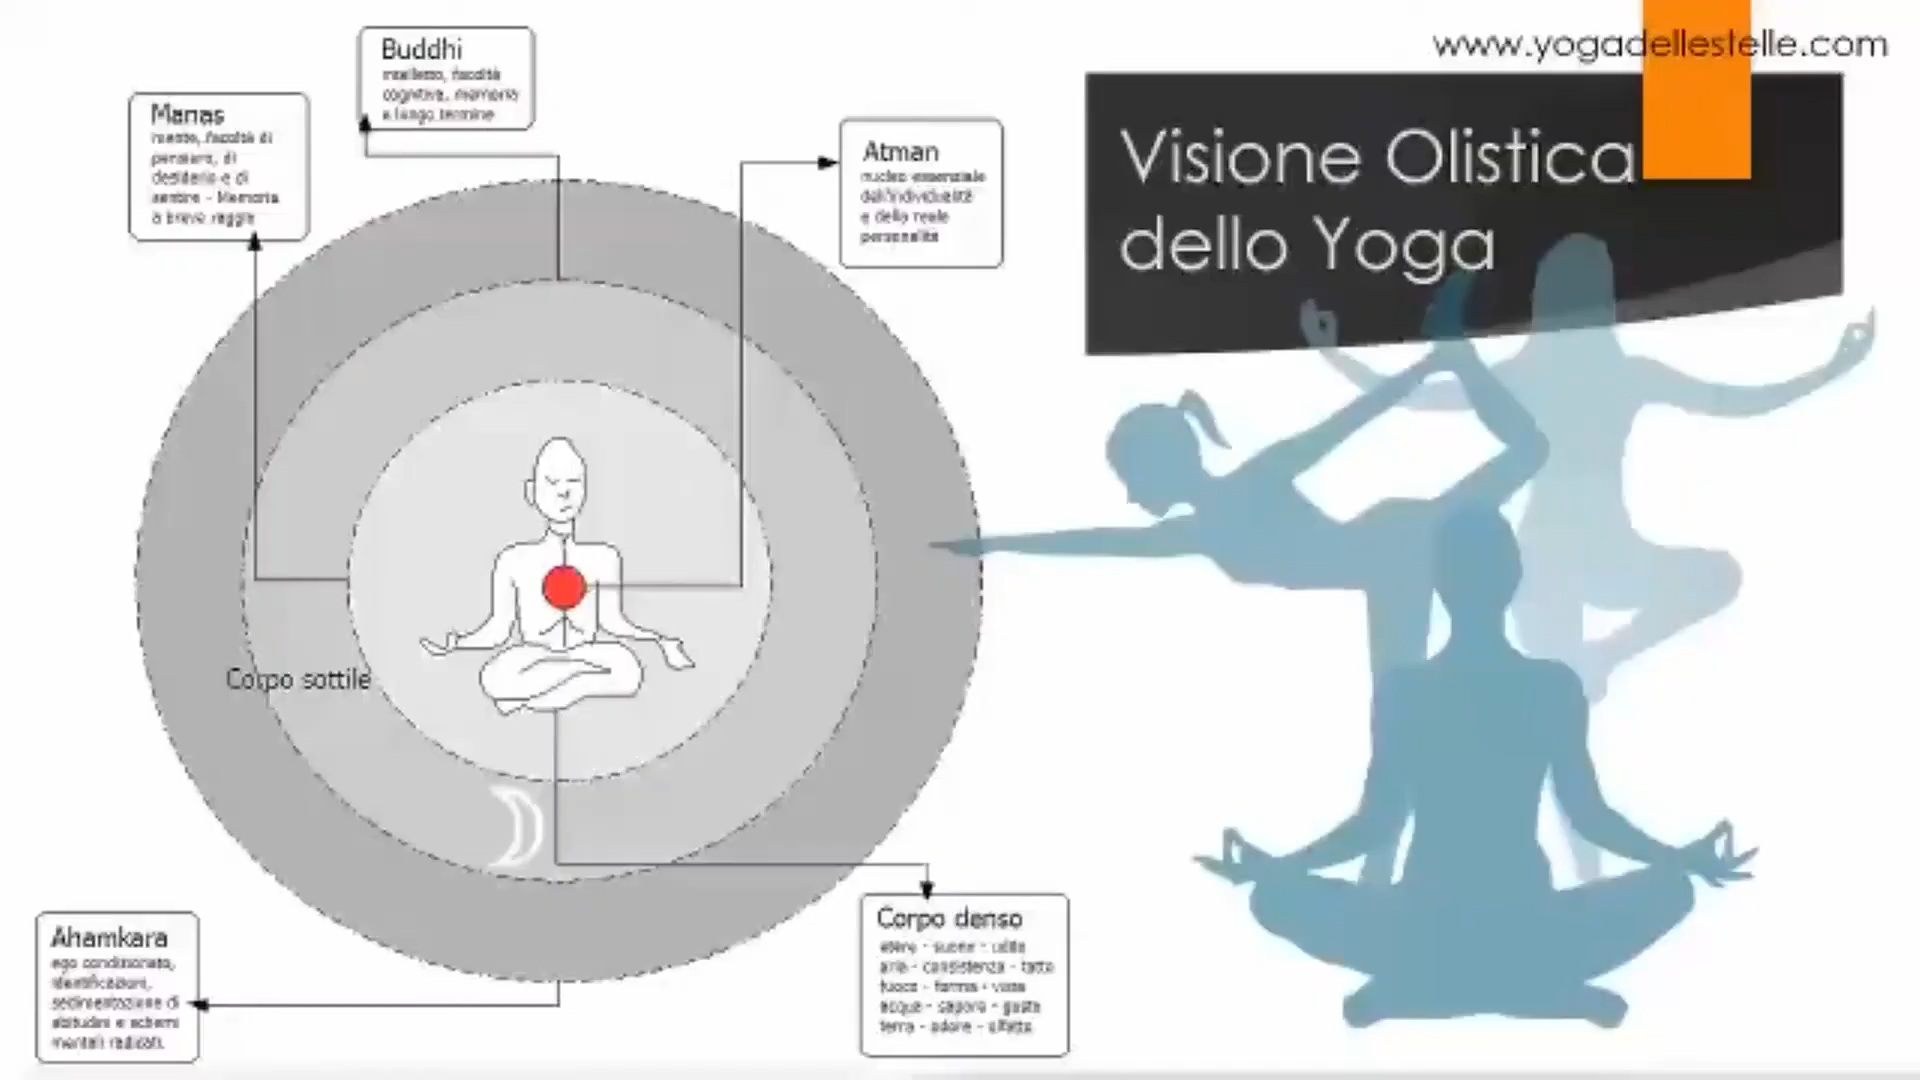 www.yogadellestelle.com
Visione Olistica
dello Yoga
Buddhi
intelletto, facoltà
cognitiva, memoria
a lungo termine
Manas
mente, facoltà di
pensiero, di
desiderio e di
sentire - Memoria
a breve raggio
Atman
nucleo essenziale
dell'individualità
e della reale
personalità
Corpo sottile
Ahamkara
ego condizionato,
identificazioni,
sedimentazione di
abitudini e schemi
mentali radicati.
Corpo denso
etere - suono - udito
aria - consistenza - tatto
fuoco - forma - vista
acqua - sapore - gusto
terra - odore - olfatto